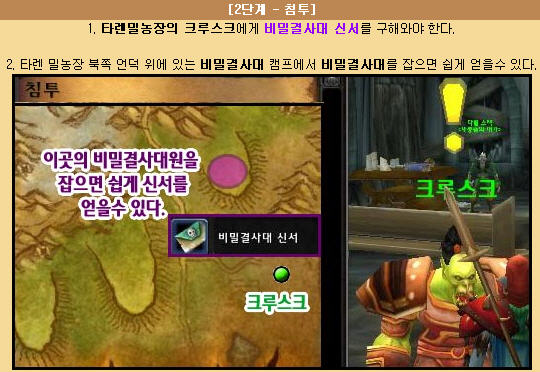 [2단계 - 침투]
1. 타렌밀농장의 크루스크에게 비밀결사대 신서를 구해와야 한다.
2. 타렌 밀농장 북쪽 언덕 위에 있는 비밀결사대 캠프에서 비밀결사대를 잡으면 쉽게 얻을수 있다.
침투
이곳의 비밀결사대원을
잡으면 쉽게 신서를
얻을수 있다.
비밀결사대 신서
크루스크
크루스크